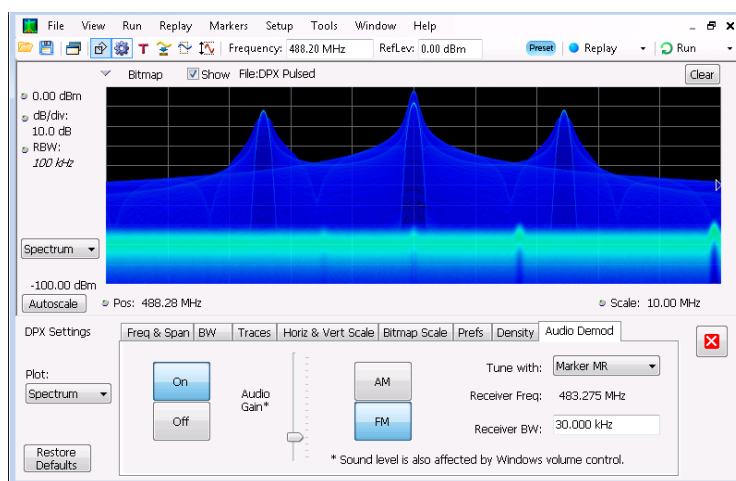 File View Run Replay Markers Setup Tools Window Help
T Frequency: 488.20 MHz RefLev: 0.00 dBm Preset Replay Run
Bitmap Show File:DPX Pulsed Clear
0.00 dBm
dB/div:
10.0 dB
RBW:
100 kHz
Spectrum
-100.00 dBm
Autoscale Pos: 488.28 MHz Scale: 10.00 MHz
DPX Settings Freq & Span BW Traces Horiz & Vert Scale Bitmap Scale Prefs Density Audio Demod
Plot:
Spectrum
Restore
Defaults
On
Off
Audio
Gain*
AM
FM
Tune with: Marker MR
Receiver Freq: 483.275 MHz
Receiver BW: 30.000 kHz
* Sound level is also affected by Windows volume control.